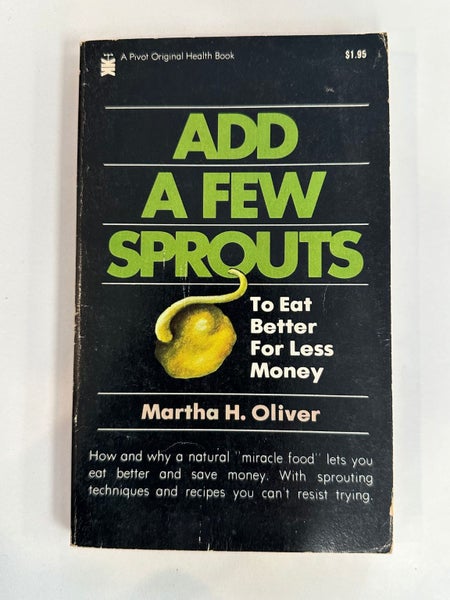 A Pivot Original Health Book
$1.95
ADD
A FEW
SPROUTS
To Eat
Better
For Less
Money
Martha H. Oliver
How and why a natural "miracle food" lets you
eat better and save money. With sprouting
techniques and recipes you can't resist trying.